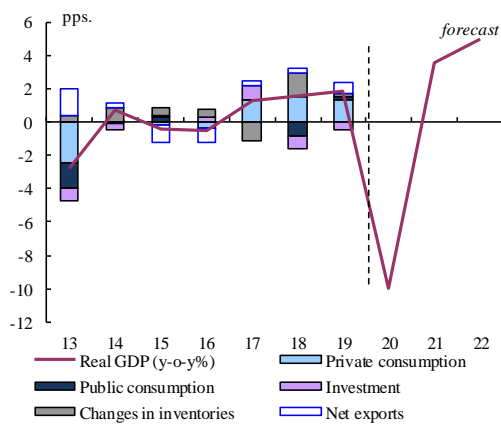 pps.
forecast
6
4
2
0
-2
-4
-6
-8
-10
-12
13 14 15 16 17 18 19 20 21 22
Real GDP (y-o-y%) Private consumption
Public consumption Investment
Changes in inventories Net exports